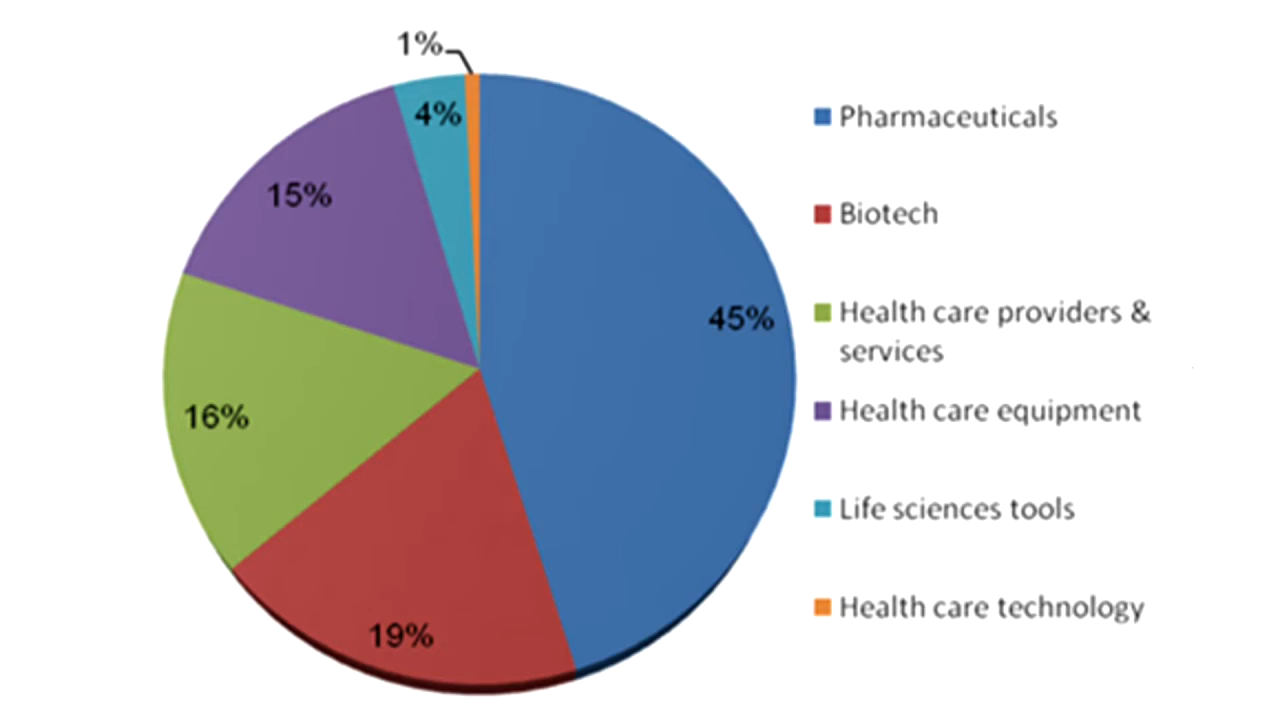 1%
4%
15%
45%
16%
19%
Pharmaceuticals
Biotech
Health care providers &
services
Health care equipment
Life sciences tools
Health care technology